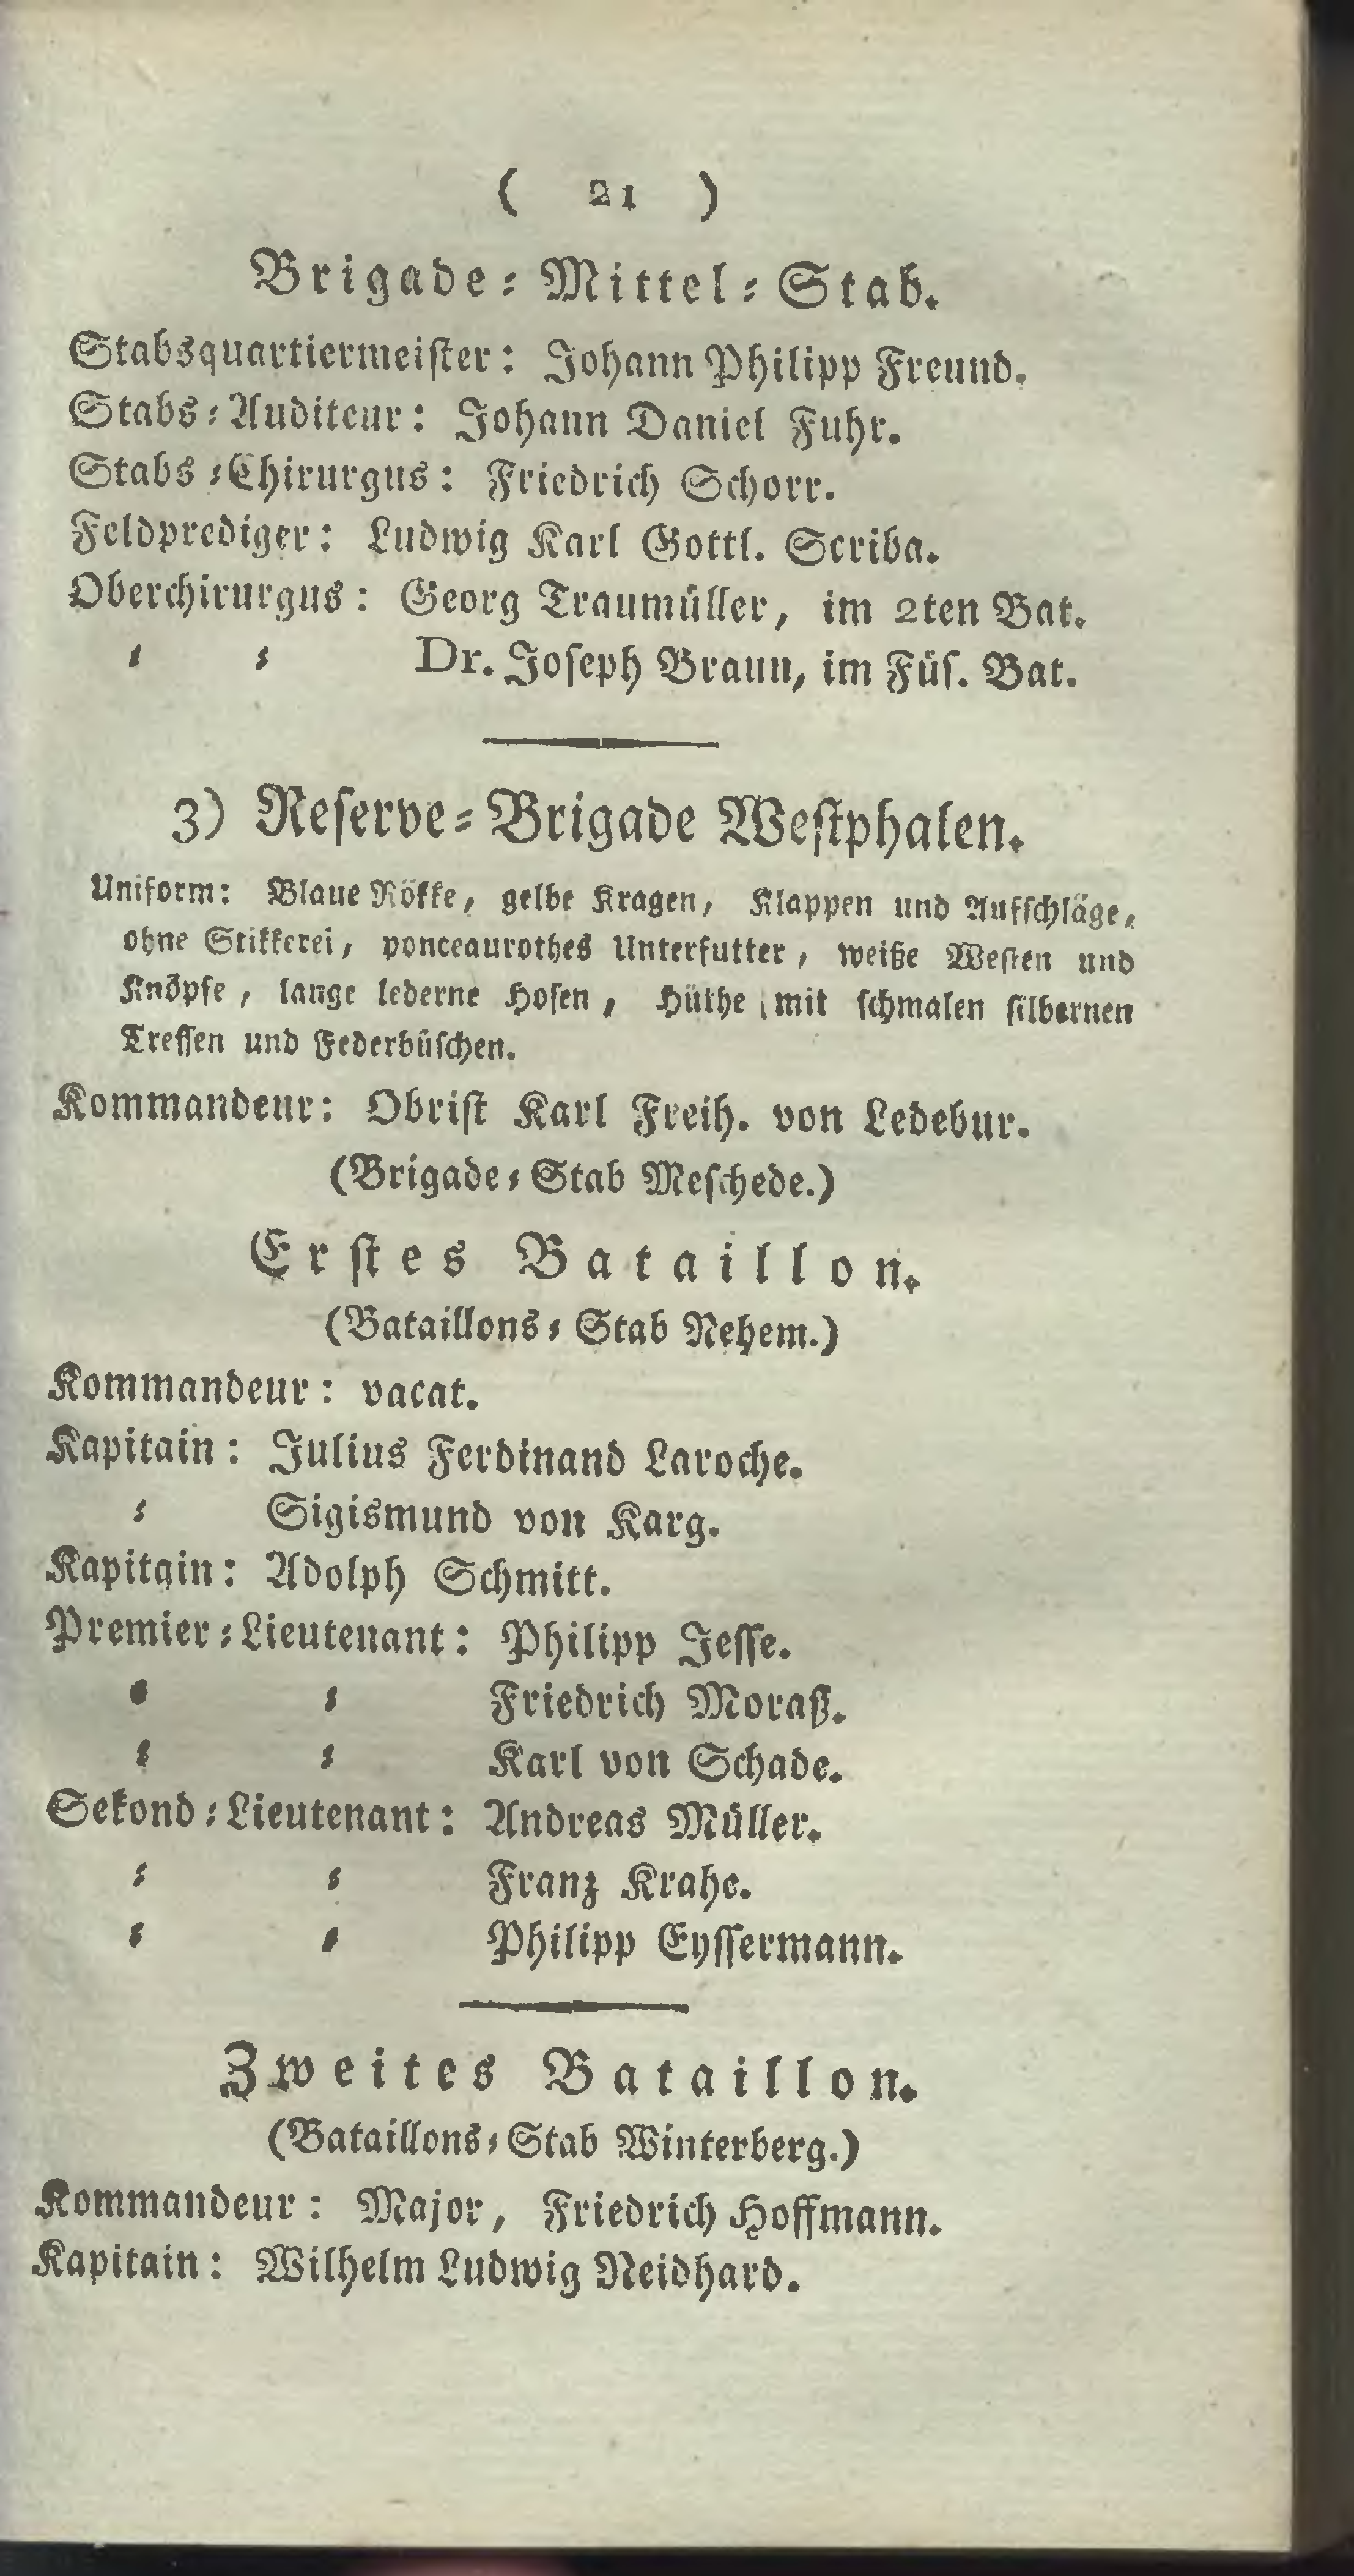 ( 21 )
Brigade-Mittel-Stab.
Stabsquartiermeiſter: Johann Philipp Freund.
Stabs-Auditeur: Johann Daniel Fuhr.
Stabs-Chirurgus: Friedrich Schorr.
Feldprediger: Ludwig Karl Gottl. Scriba.
Oberchirurgus: Georg Traumüller, im 2ten Bat.
- - Dr. Joſeph Braun, im Füſ. Bat.
3) Reſerve-Brigade Weſtphalen.
Uniform: Blaue Rökke, gelbe Kragen, Klappen und Aufſchläge,
ohne Stikkerei, ponceaurothes Unterfutter, weiße Weſten und
Knöpfe, lange lederne Hoſen, Hüthe mit ſchmalen ſilbernen
Treſſen und Federbüſchen.
Kommandeur: Obriſt Karl Freih. von Ledebur.
(Brigade-Stab Meſchede.)
Erſtes Bataillon.
(Bataillons-Stab Nehem.)
Kommandeur: vacat.
Kapitain: Julius Ferdinand Laroche.
- Sigismund von Karg.
Kapitain: Adolph Schmitt.
Premier-Lieutenant: Philipp Jeſſe.
- - Friedrich Moraß.
- - Karl von Schade.
Sekond-Lieutenant: Andreas Müller.
- - Franz Krahe.
- - Philipp Eyſſermann.
Zweites Bataillon.
(Bataillons-Stab Winterberg.)
Kommandeur: Major, Friedrich Hoffmann.
Kapitain: Wilhelm Ludwig Neidhard.